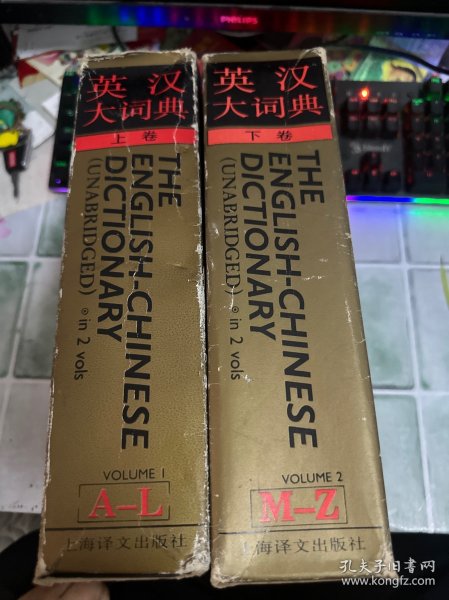 PHILIPS
英汉
大词典
上卷
THE
ENGLISH-CHINESE
DICTIONARY
(UNABRIDGED)
in 2 vols
VOLUME 1
A-L
上海译文出版社
英汉
大词典
下卷
THE
ENGLISH-CHINESE
DICTIONARY
(UNABRIDGED)
in 2 vols
VOLUME 2
M-Z
上海译文出版社
孔夫子旧书网
www.kongfz.com